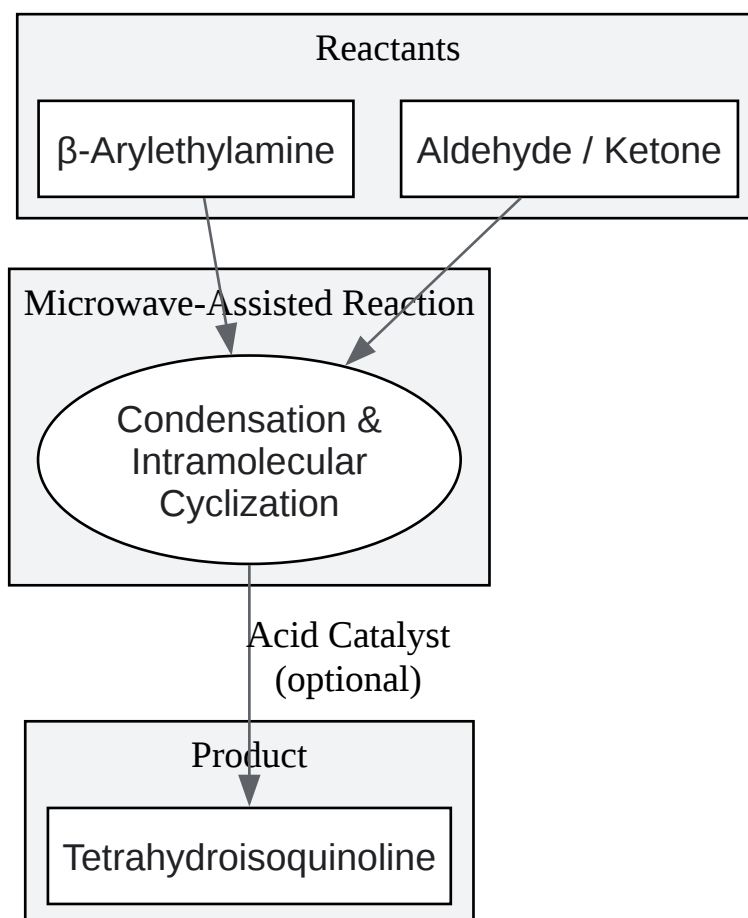 Reactants
β-Arylethylamine
Aldehyde / Ketone
Microwave-Assisted Reaction
Condensation &
Intramolecular
Cyclization
Acid Catalyst
(optional)
Product
Tetrahydroisoquinoline